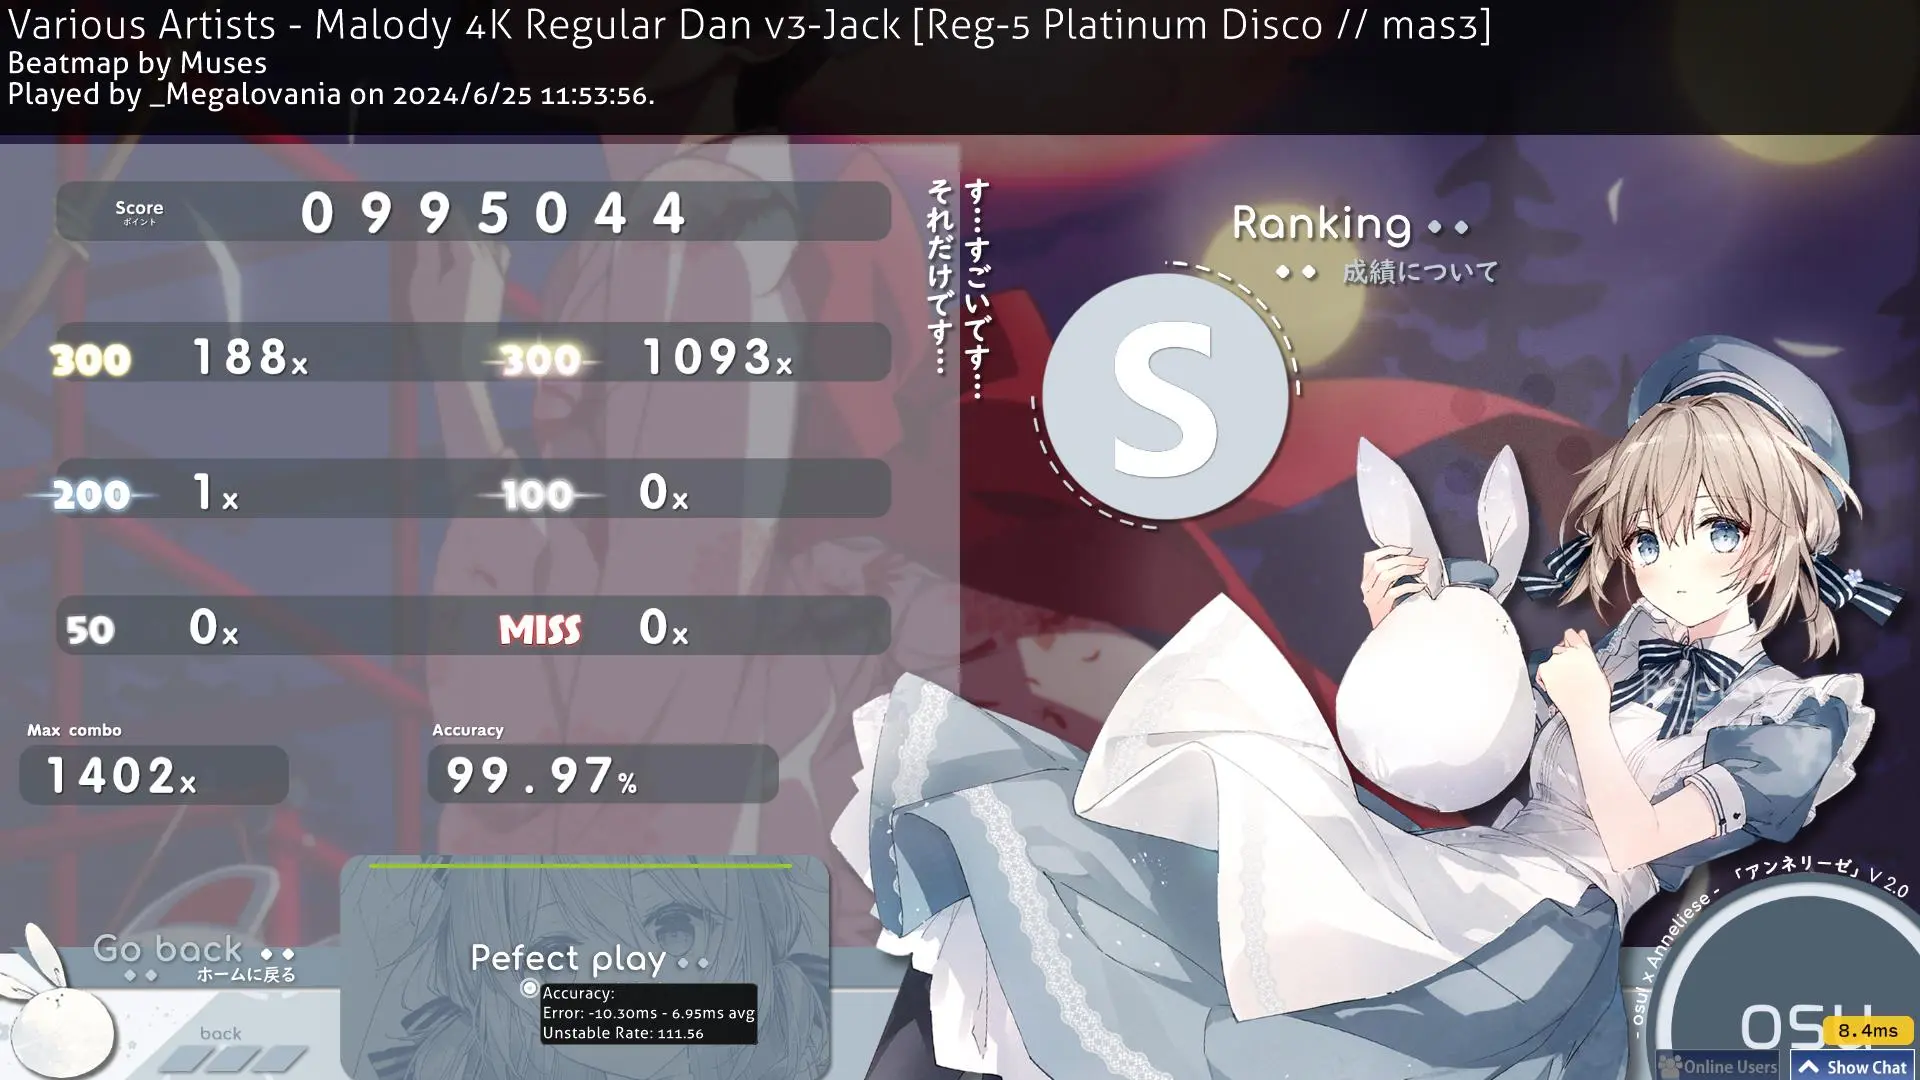 Various Artists - Malody 4K Regular Dan v3-Jack [Reg-5 Platinum Disco // mas3]
Beatmap by Muses
Played by _Megalovania on 2024/6/25 11:53:56.
Score
ポイント
0995044
す…すごいです…
それだけです…
Ranking
成績について
S
300 188x
300 1093x
200 1x
100 0x
50 0x
MISS 0x
Max combo
1402x
Accuracy
99.97%
Go back
ホームに戻る
back
Pefect play
Accuracy:
Error: -10.30ms - 6.95ms avg
Unstable Rate: 111.56
- osu! x Anneliese - 「アンネリーゼ」 V 2.0
osu
8.4ms
Online Users
Show Chat